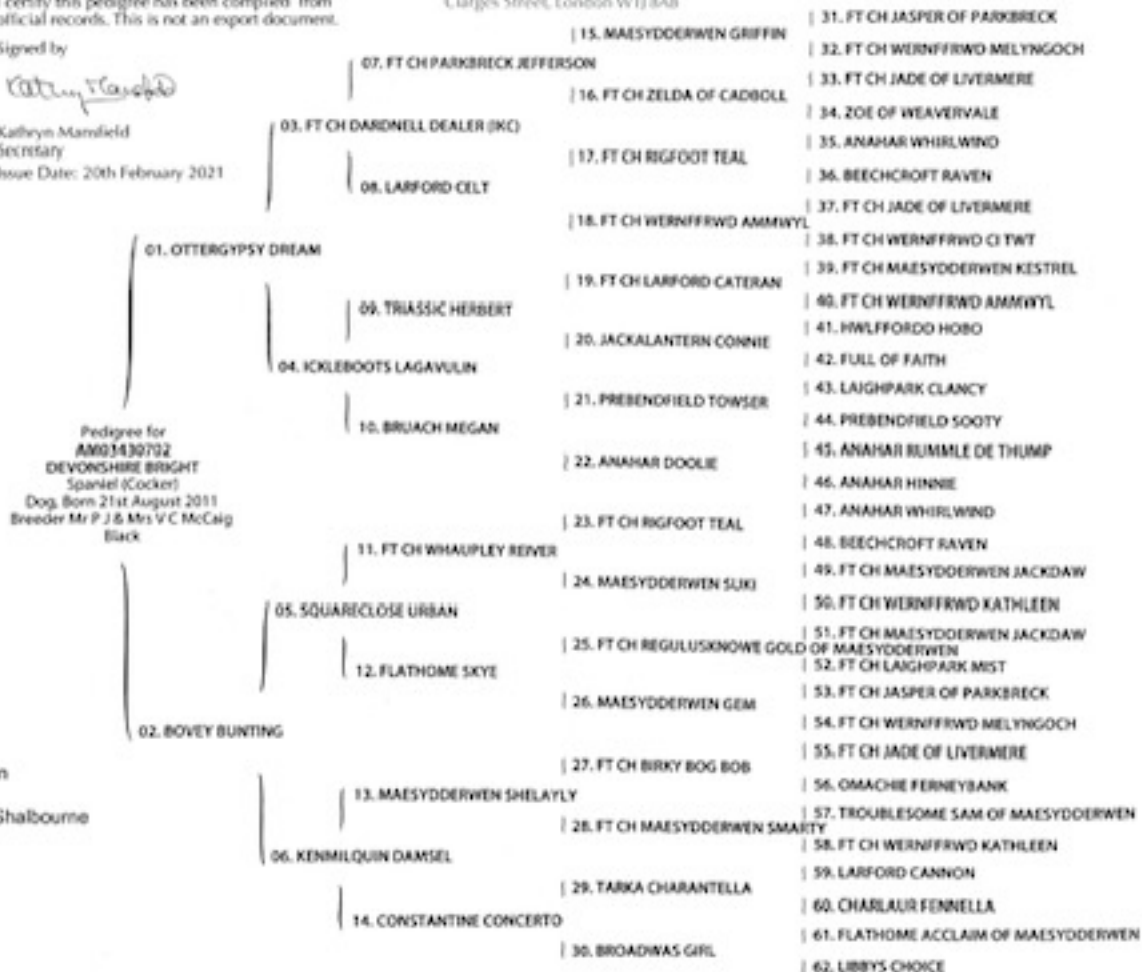 I certify this pedigree has been compiled from
official records. This is not an export document.
Clarges Street, London W1J 8AB
Signed by
Kathryn Mansfield
Secretary
Issue Date: 20th February 2021
Pedigree for
AM03430702
DEVONSHIRE BRIGHT
Spaniel (Cocker)
Dog, Born 21st August 2011
Breeder Mr P J & Mrs V C McCaig
Black
Shalbourne
01. OTTERGYPSY DREAM
02. BOVEY BUNTING
03. FT CH DARDNELL DEALER (IKC)
04. ICKLEBOOTS LAGAVULIN
05. SQUARECLOSE URBAN
06. KENMILQUIN DAMSEL
07. FT CH PARKBRECK JEFFERSON
08. LARFORD CELT
09. TRIASSIC HERBERT
10. BRUACH MEGAN
11. FT CH WHAUPLEY REIVER
12. FLATHOME SKYE
13. MAESYDDERWEN SHELAYLY
14. CONSTANTINE CONCERTO
15. MAESYDDERWEN GRIFFIN
16. FT CH ZELDA OF CADBOLL
17. FT CH RIGFOOT TEAL
18. FT CH WERNFFRWD AMMWYL
19. FT CH LARFORD CATERAN
20. JACKALANTERN CONNIE
21. PREBENDFIELD TOWSER
22. ANAHAR DOOLIE
23. FT CH RIGFOOT TEAL
24. MAESYDDERWEN SUKI
25. FT CH REGULUSKNOWE GOLD OF MAESYDDERWEN
26. MAESYDDERWEN GEM
27. FT CH BIRKY BOG BOB
28. FT CH MAESYDDERWEN SMARTY
29. TARKA CHARANTELLA
30. BROADWAS GIRL
31. FT CH JASPER OF PARKBRECK
32. FT CH WERNFFRWD MELYNGOCH
33. FT CH JADE OF LIVERMERE
34. ZOE OF WEAVERVALE
35. ANAHAR WHIRLWIND
36. BEECHCROFT RAVEN
37. FT CH JADE OF LIVERMERE
38. FT CH WERNFFRWD CI TWT
39. FT CH MAESYDDERWEN KESTREL
40. FT CH WERNFFRWD AMMWYL
41. HWLFFORDD HOBO
42. FULL OF FAITH
43. LAIGHPARK CLANCY
44. PREBENDFIELD SOOTY
45. ANAHAR RUMMLE DE THUMP
46. ANAHAR HINNIE
47. ANAHAR WHIRLWIND
48. BEECHCROFT RAVEN
49. FT CH MAESYDDERWEN JACKDAW
50. FT CH WERNFFRWD KATHLEEN
51. FT CH MAESYDDERWEN JACKDAW
52. FT CH LAIGHPARK MIST
53. FT CH JASPER OF PARKBRECK
54. FT CH WERNFFRWD MELYNGOCH
55. FT CH JADE OF LIVERMERE
56. OMACHIE FERNEYBANK
57. TROUBLESOME SAM OF MAESYDDERWEN
58. FT CH WERNFFRWD KATHLEEN
59. LARFORD CANNON
60. CHARLAUR FENNELLA
61. FLATHOME ACCLAIM OF MAESYDDERWEN
62. LIBBYS CHOICE